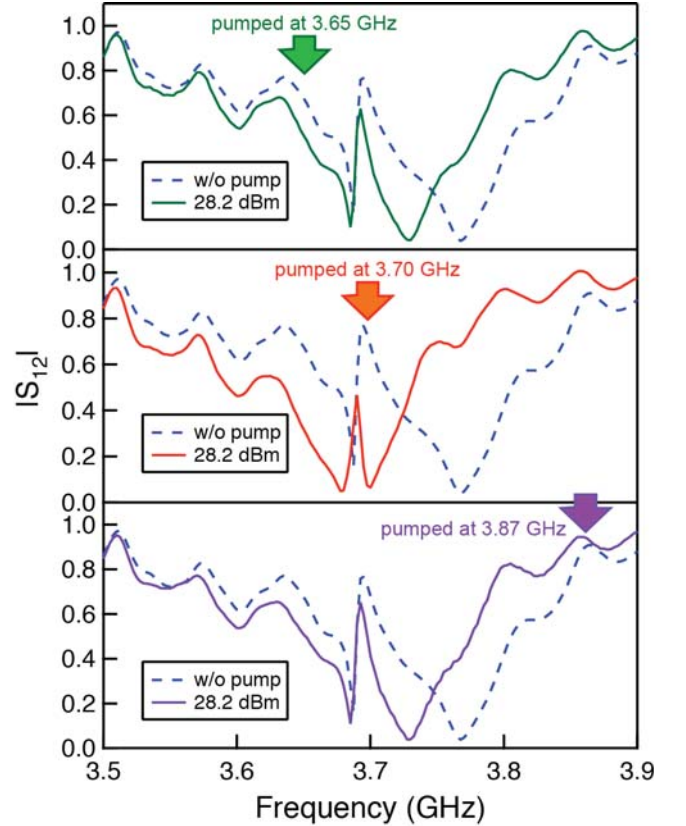 pumped at 3.65 GHz
1.0
0.8
0.6
0.4
0.2
0.0
w/o pump
28.2 dBm
pumped at 3.70 GHz
1.0
0.8
0.6
0.4
0.2
0.0
w/o pump
28.2 dBm
|S12|
pumped at 3.87 GHz
1.0
0.8
0.6
0.4
0.2
0.0
w/o pump
28.2 dBm
3.5 3.6 3.7 3.8 3.9
Frequency (GHz)